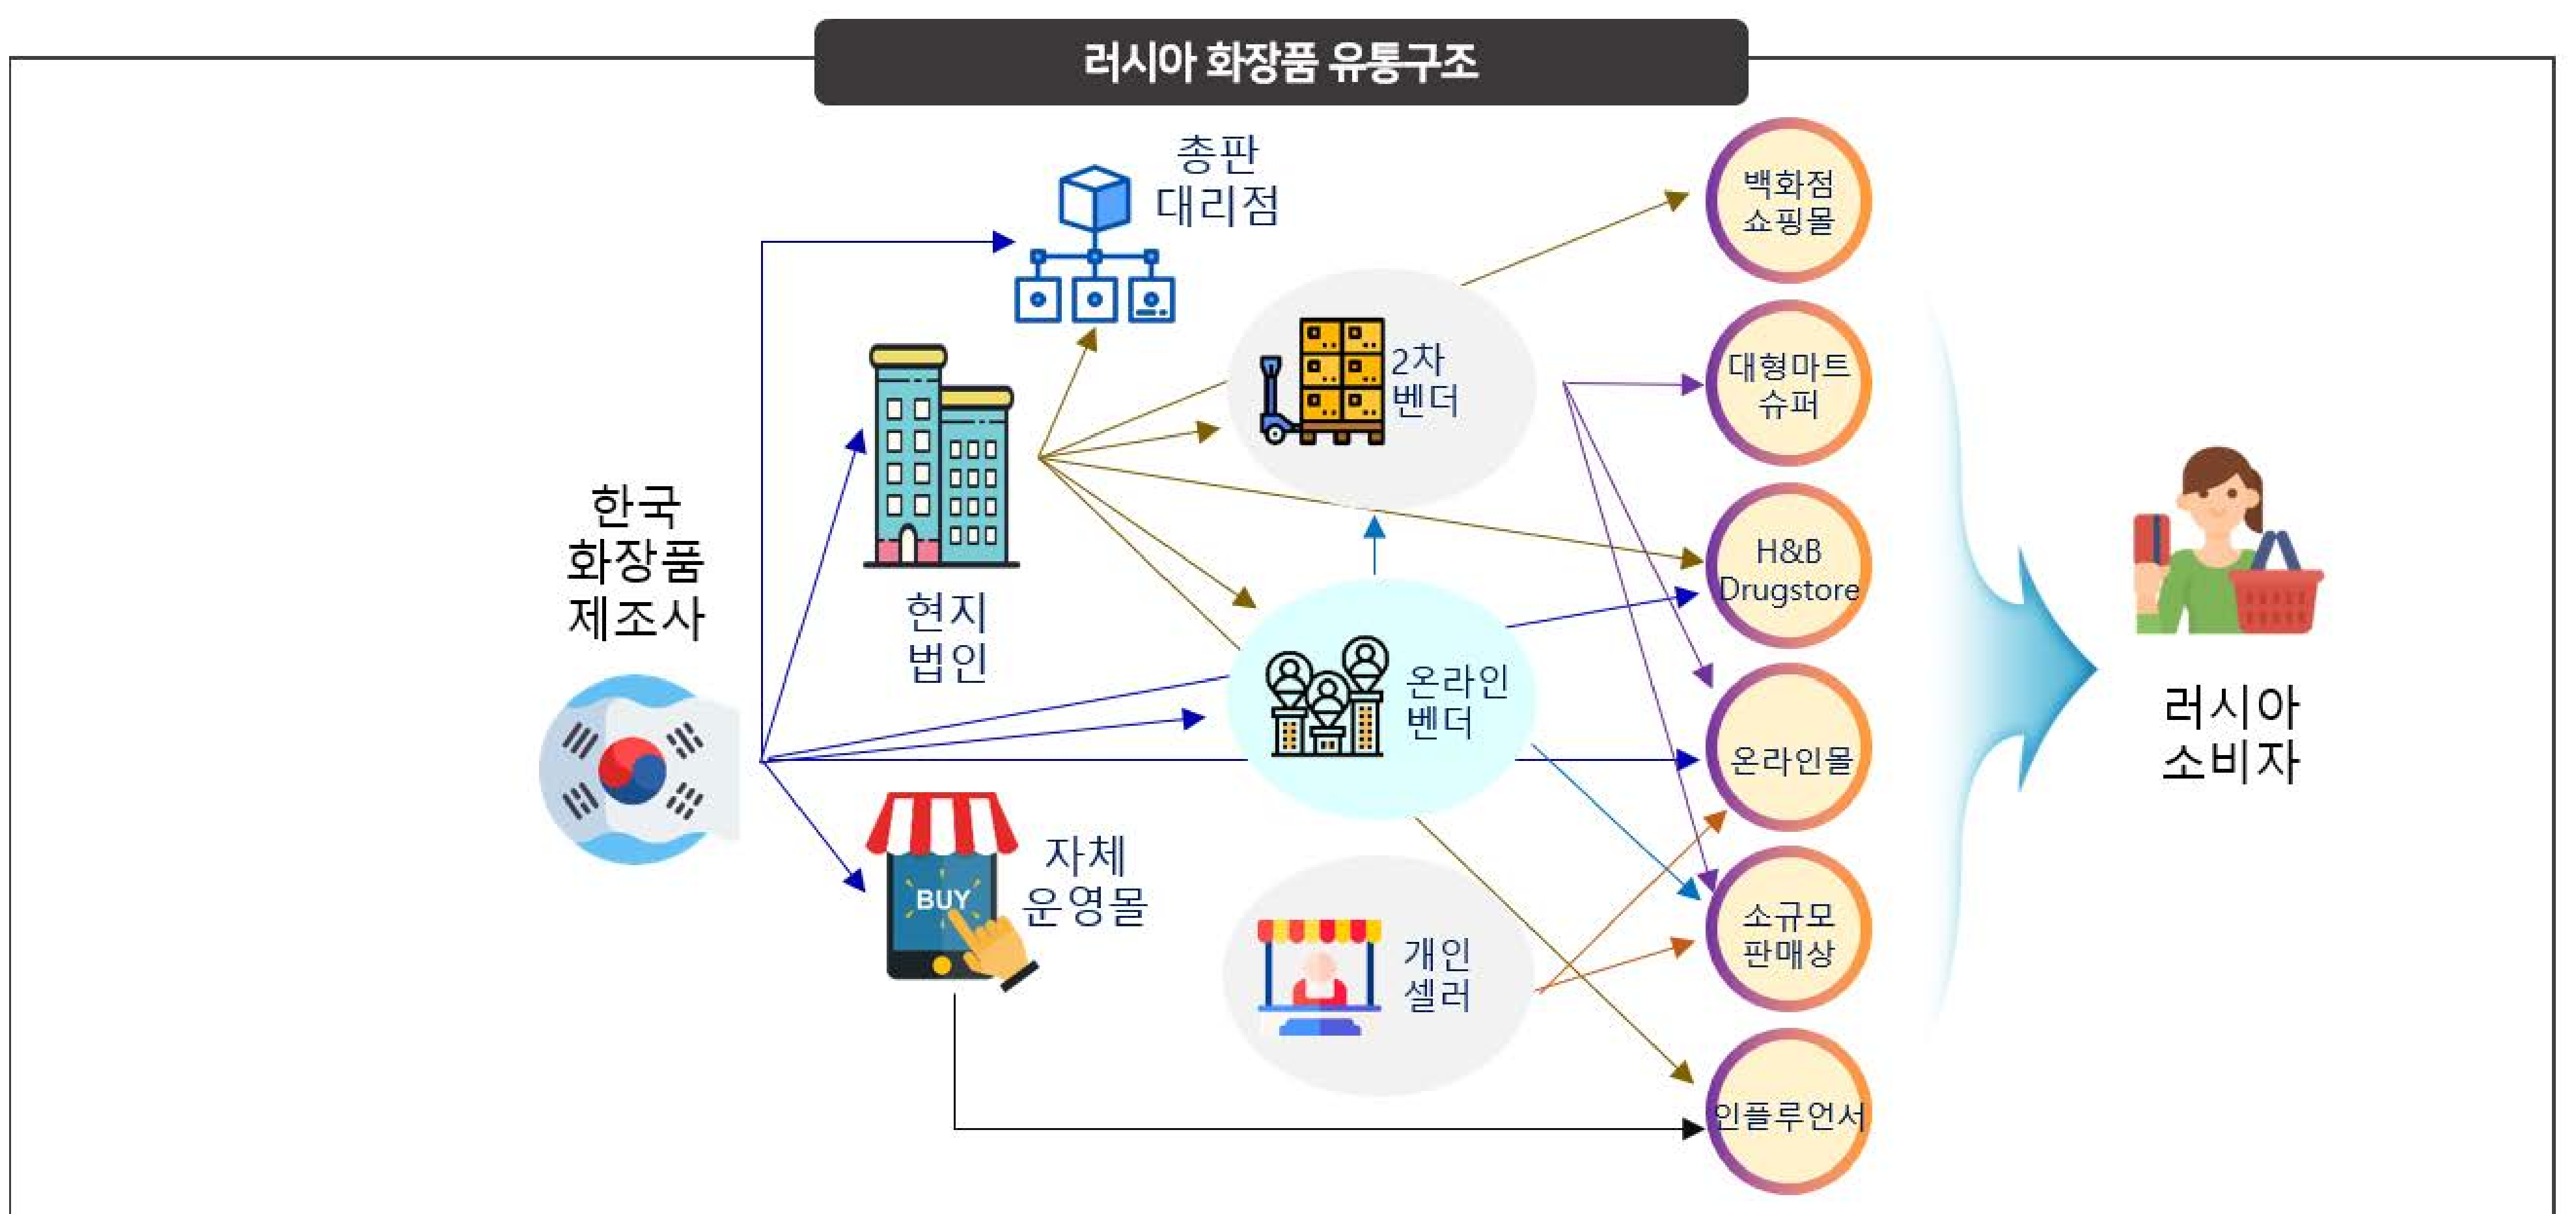 러시아 화장품 유통구조
총판
대리점
백화점
쇼핑몰
2차
벤더
대형마트
슈퍼
한국
화장품
제조사
현지
법인
H&B
Drugstore
온라인
벤더
온라인몰
러시아
소비자
자체
운영몰
BUY
개인
셀러
소규모
판매상
인플루언서